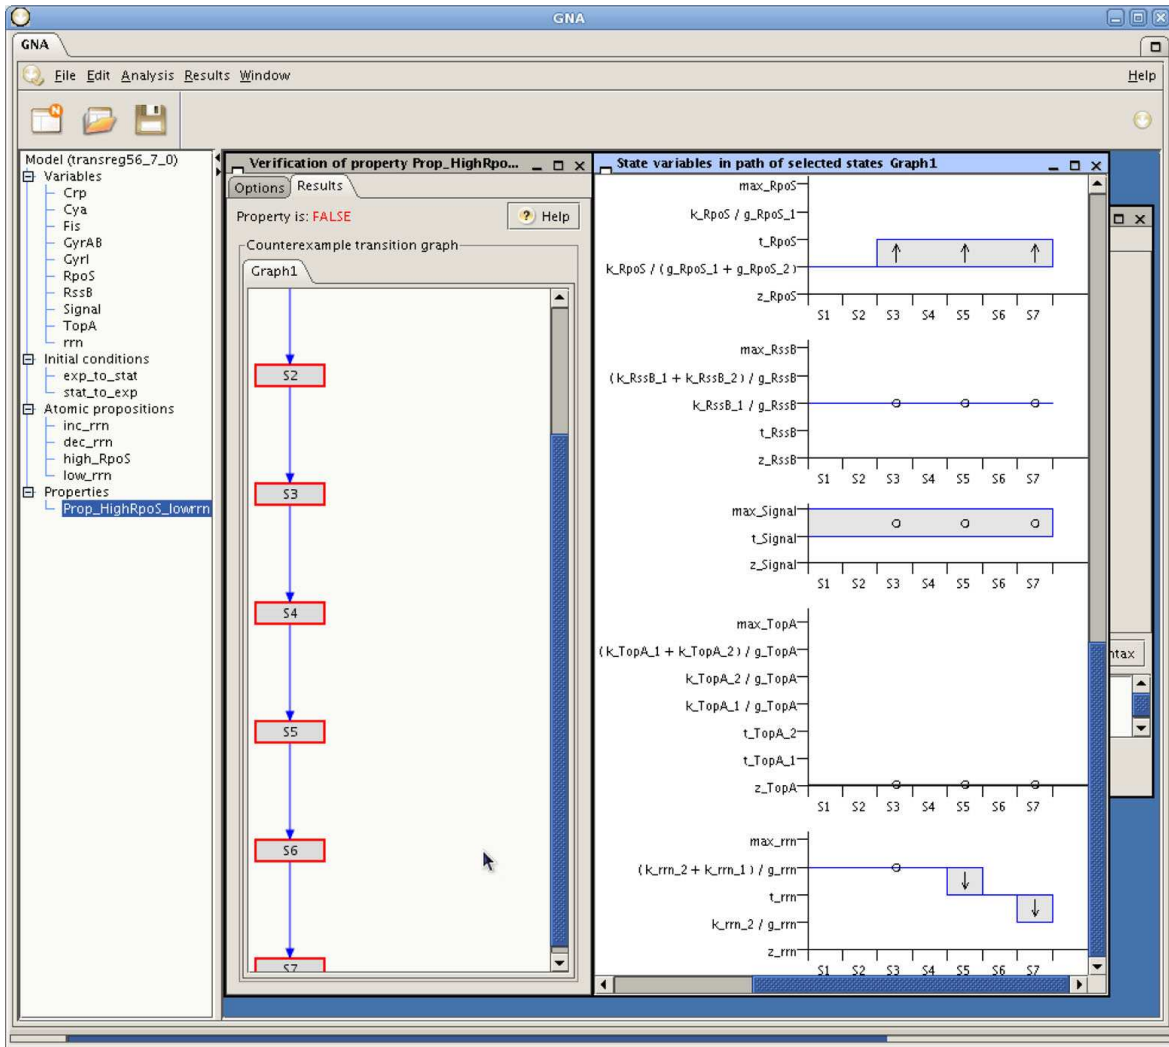 GNA
GNA
File Edit Analysis Results Window Help
N
Model (transreg56_7_0)
Variables
Crp
Cya
Fis
GyrAB
GyrI
RpoS
RssB
Signal
TopA
rrn
Initial conditions
exp_to_stat
stat_to_exp
Atomic propositions
inc_rrn
dec_rrn
high_RpoS
low_rrn
Properties
Prop_HighRpoS_lowrrn
Verification of property Prop_HighRpo...
Options Results
Property is: FALSE
? Help
Counterexample transition graph
Graph1
S2
S3
S4
S5
S6
S7
State variables in path of selected states Graph1
max_RpoS
k_RpoS / g_RpoS_1
t_RpoS
k_RpoS / (g_RpoS_1 + g_RpoS_2)
z_RpoS
S1 S2 S3 S4 S5 S6 S7
max_RssB
(k_RssB_1 + k_RssB_2) / g_RssB
k_RssB_1 / g_RssB
t_RssB
z_RssB
S1 S2 S3 S4 S5 S6 S7
max_Signal
t_Signal
z_Signal
S1 S2 S3 S4 S5 S6 S7
max_TopA
(k_TopA_1 + k_TopA_2) / g_TopA
k_TopA_2 / g_TopA
k_TopA_1 / g_TopA
t_TopA_2
t_TopA_1
z_TopA
S1 S2 S3 S4 S5 S6 S7
max_rrn
(k_rrn_2 + k_rrn_1) / g_rrn
t_rrn
k_rrn_2 / g_rrn
z_rrn
S1 S2 S3 S4 S5 S6 S7
ntax